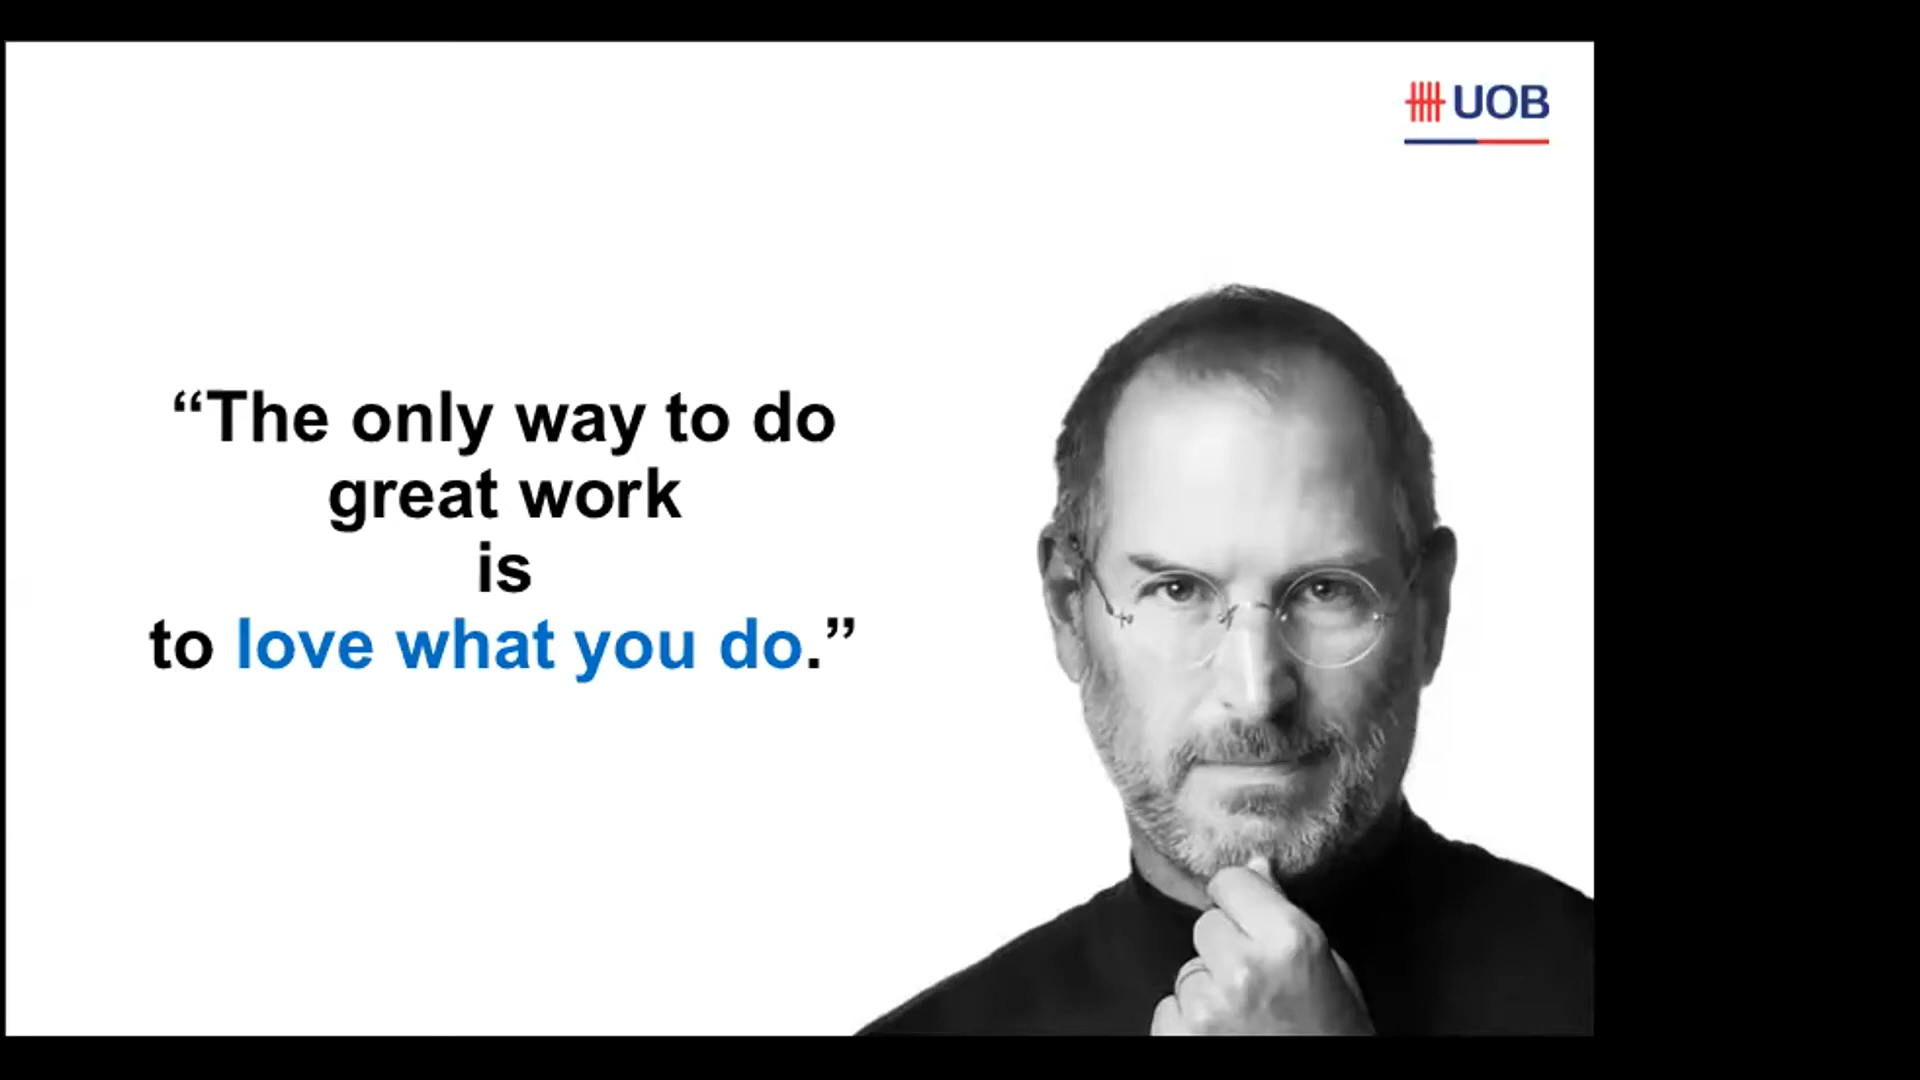 UOB
“The only way to do
great work
is
to love what you do.”